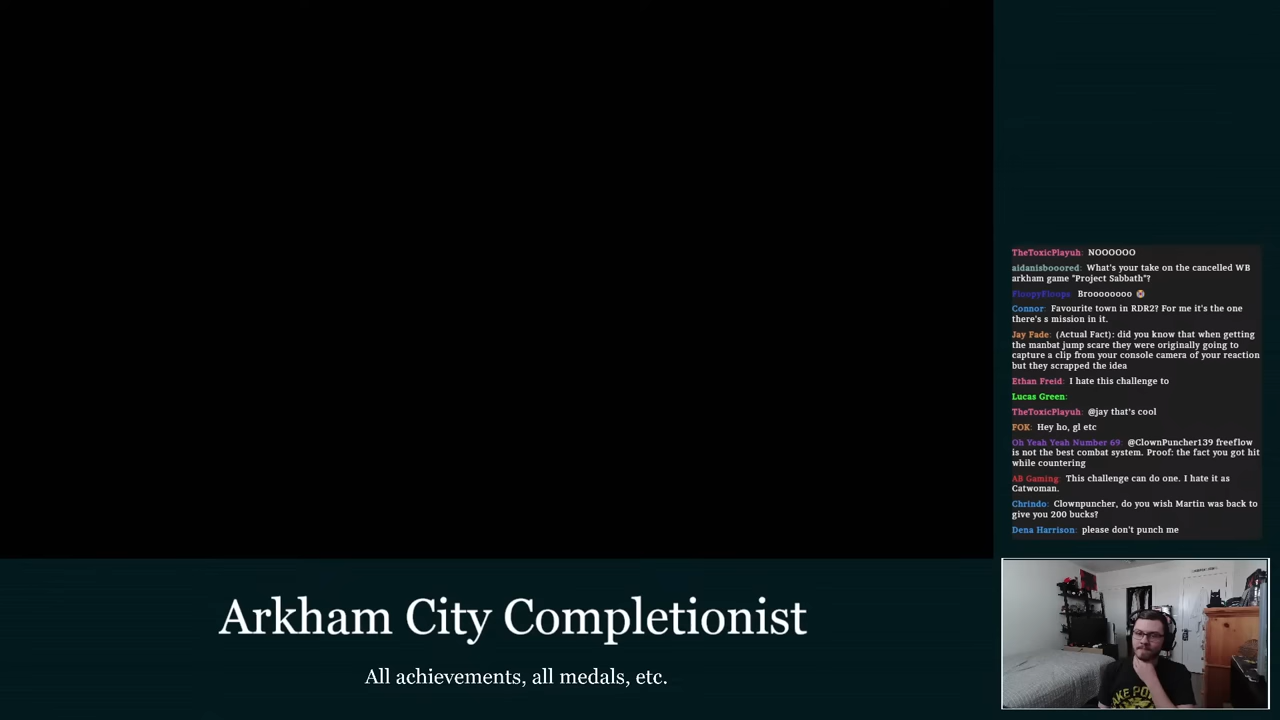 TheToxicPlayuh: NOOOOOO
aidanisbooored: What's your take on the cancelled WB
arkham game "Project Sabbath"?
FloopyFloops: Broooooooo
Connor: Favourite town in RDR2? For me it's the one
there's s mission in it.
Jay Fade: (Actual Fact): did you know that when getting
the manbat jump scare they were originally going to
capture a clip from your console camera of your reaction
but they scrapped the idea
Ethan Freid: I hate this challenge to
Lucas Green:
TheToxicPlayuh: @jay that's cool
FOK: Hey ho, gl etc
Oh Yeah Yeah Number 69: @ClownPuncher139 freeflow
is not the best combat system. Proof: the fact you got hit
while countering
AB Gaming: This challenge can do one. I hate it as
Catwoman.
Chrindo: Clownpuncher, do you wish Martin was back to
give you 200 bucks?
Dena Harrison: please don't punch me
Arkham City Completionist
All achievements, all medals, etc.